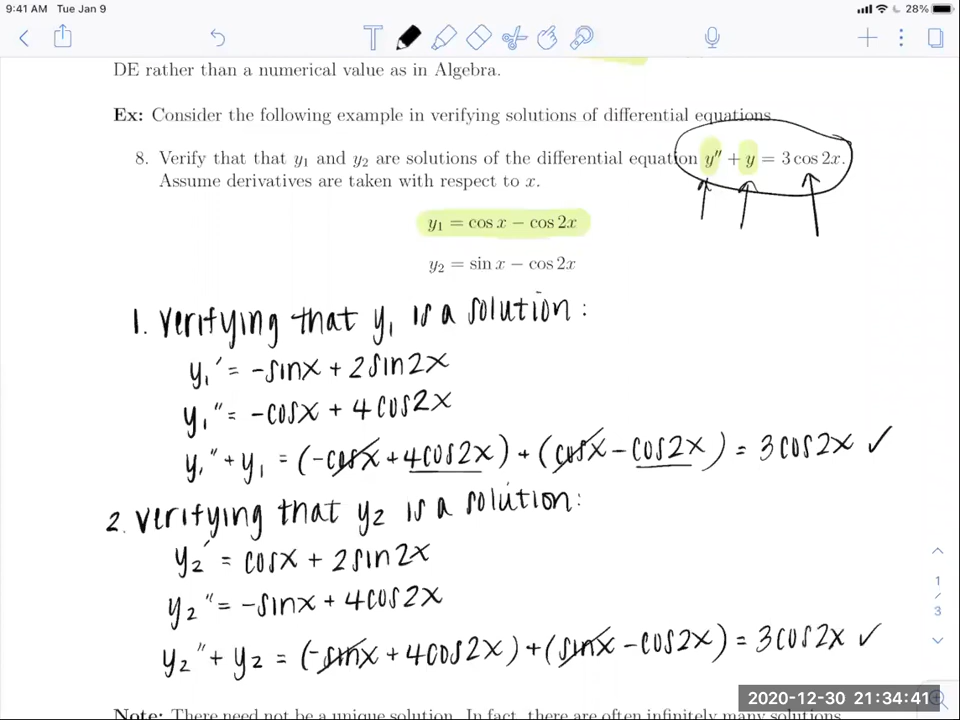 9:41 AM Tue Jan 9 28%
DE rather than a numerical value as in Algebra.
Ex: Consider the following example in verifying solutions of differential equations.
8. Verify that that y₁ and y₂ are solutions of the differential equation y″ + y = 3 cos 2x.
Assume derivatives are taken with respect to x.
y₁ = cos x − cos 2x
y₂ = sin x − cos 2x
1. Verifying that y₁ is a solution:
y₁′ = -sinx + 2sin2x
y₁″ = -cosx + 4cos2x
y₁″ + y₁ = (-cosx + 4cos2x) + (cosx - cos2x) = 3cos2x ✓
2. Verifying that y₂ is a solution:
y₂′ = cosx + 2sin2x
y₂″ = -sinx + 4cos2x
y₂″ + y₂ = (-sinx + 4cos2x) + (sinx - cos2x) = 3cos2x ✓
1
/
3
Note: There need not be a unique solution. In fact, there are often infinitely many solutions
2020-12-30 21:34:41